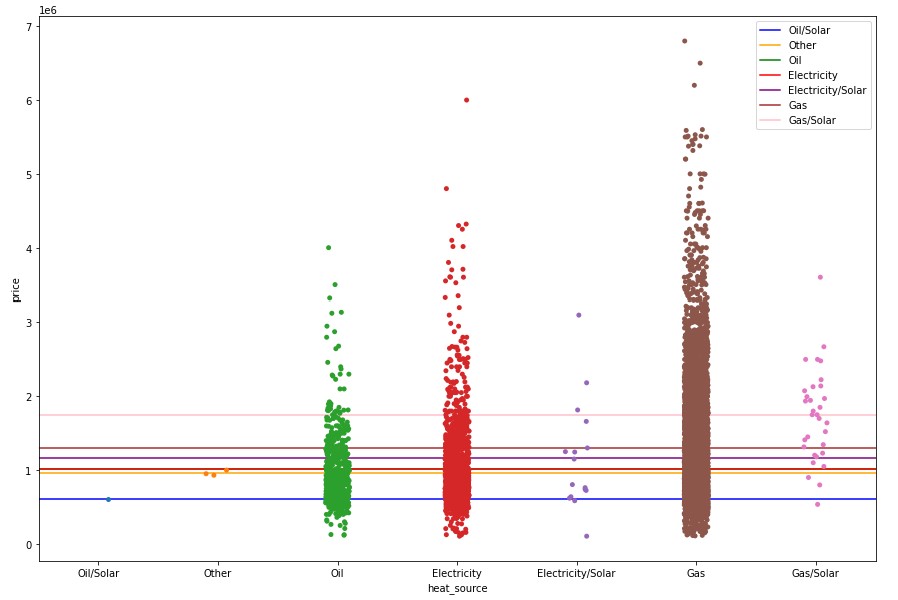 1e6
7
6
5
4
3
2
1
0
price
Oil/Solar
Other
Oil
Electricity
Electricity/Solar
Gas
Gas/Solar
Oil/Solar Other Oil Electricity Electricity/Solar Gas Gas/Solar
heat_source